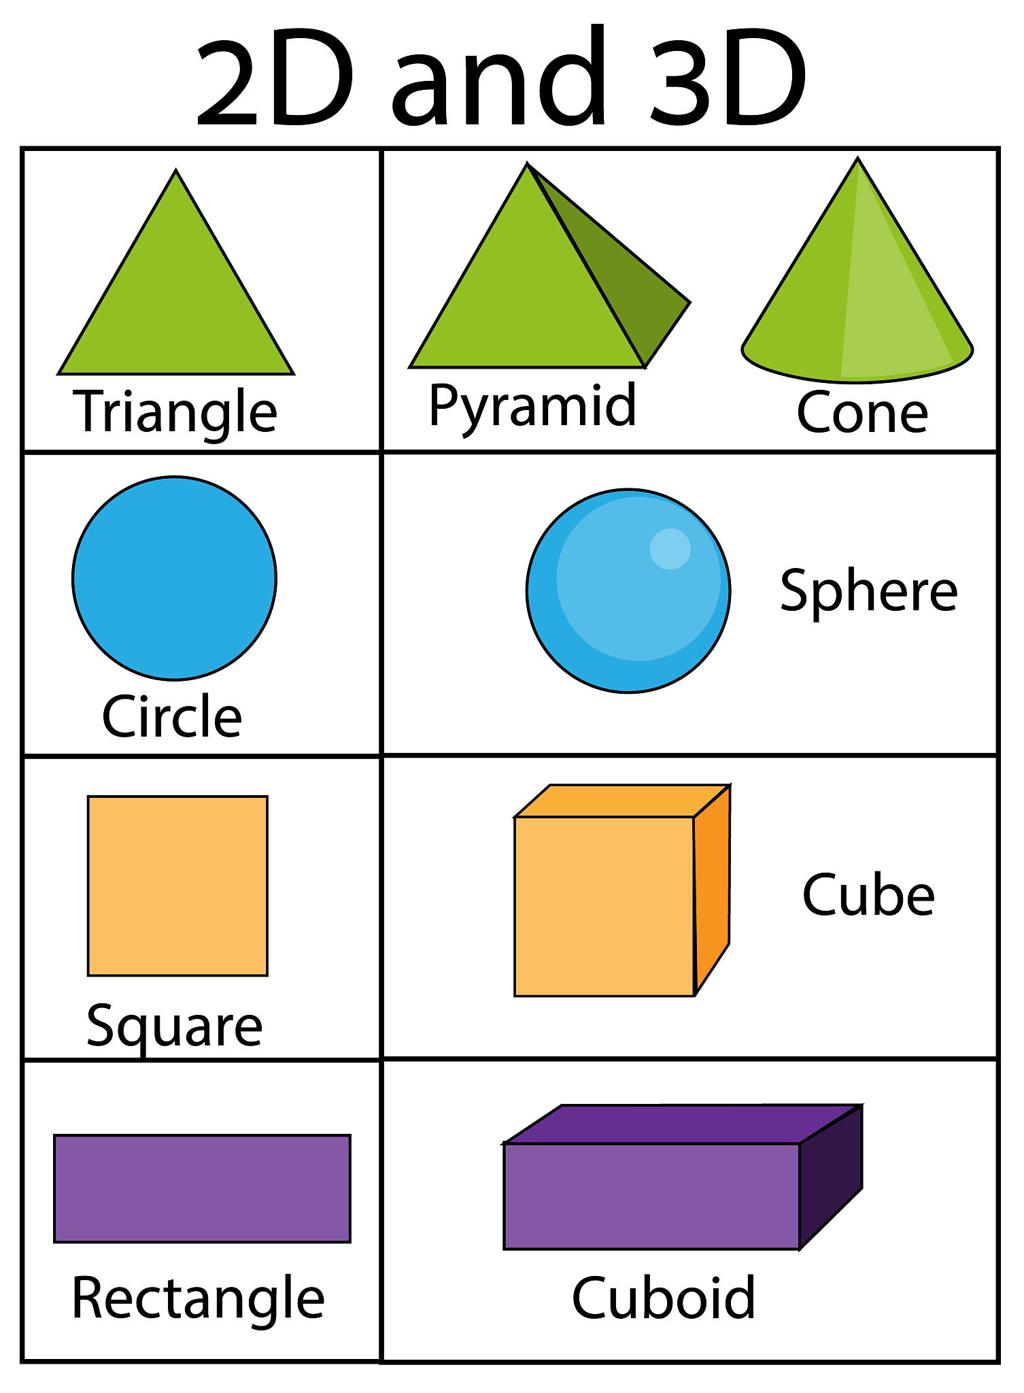 2D and 3D
Triangle
Pyramid
Cone
Circle
Sphere
Square
Cube
Rectangle
Cuboid